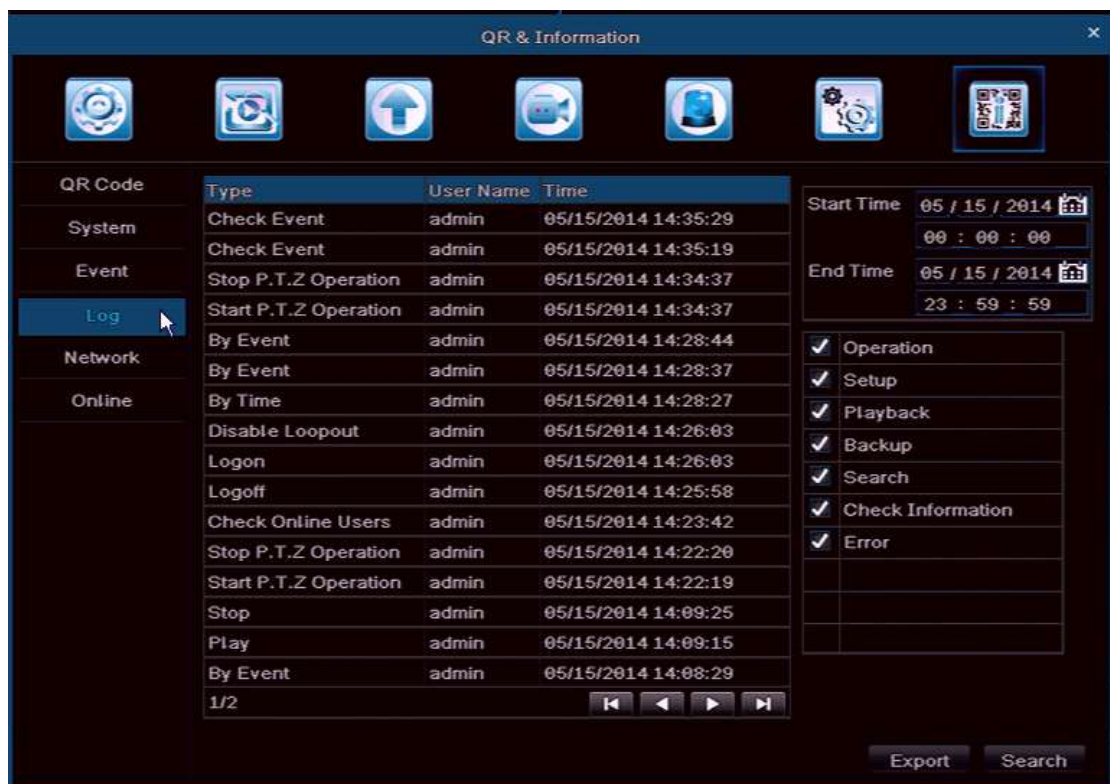 QR & Information
QR Code
System
Event
Log
Network
Online
Type User Name Time
Check Event admin 05/15/2014 14:35:29
Check Event admin 05/15/2014 14:35:19
Stop P.T.Z Operation admin 05/15/2014 14:34:37
Start P.T.Z Operation admin 05/15/2014 14:34:37
By Event admin 05/15/2014 14:28:44
By Event admin 05/15/2014 14:28:37
By Time admin 05/15/2014 14:28:27
Disable Loopout admin 05/15/2014 14:26:03
Logon admin 05/15/2014 14:26:03
Logoff admin 05/15/2014 14:25:58
Check Online Users admin 05/15/2014 14:23:42
Stop P.T.Z Operation admin 05/15/2014 14:22:20
Start P.T.Z Operation admin 05/15/2014 14:22:19
Stop admin 05/15/2014 14:09:25
Play admin 05/15/2014 14:09:15
By Event admin 05/15/2014 14:08:29
1/2
Start Time 05 / 15 / 2014
00 : 00 : 00
End Time 05 / 15 / 2014
23 : 59 : 59
Operation
Setup
Playback
Backup
Search
Check Information
Error
Export Search